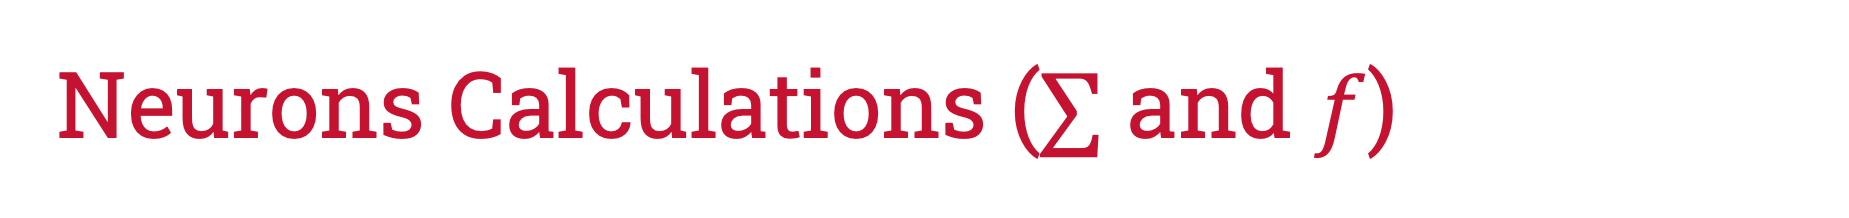 Neurons Calculations (∑ and 𝑓)